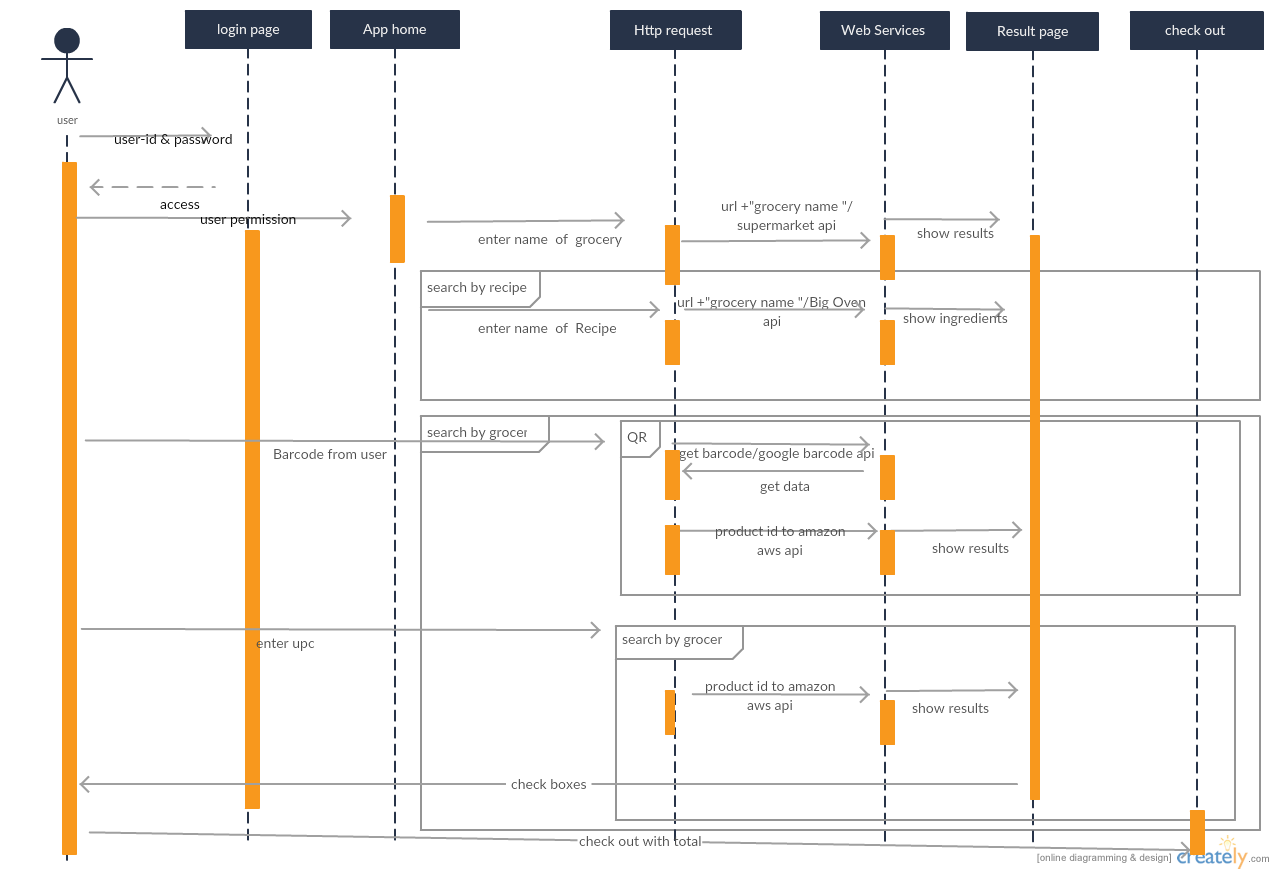 login page
App home
Http request
Web Services
Result page
check out
user
user-id & password
access
user permission
enter name of grocery
url +"grocery name "/
supermarket api
show results
search by recipe
enter name of Recipe
url +"grocery name "/Big Oven
api
show ingredients
search by grocer
QR
Barcode from user
get barcode/google barcode api
get data
product id to amazon
aws api
show results
enter upc
search by grocer
product id to amazon
aws api
show results
check boxes
check out with total
[online diagramming & design]
creately.com